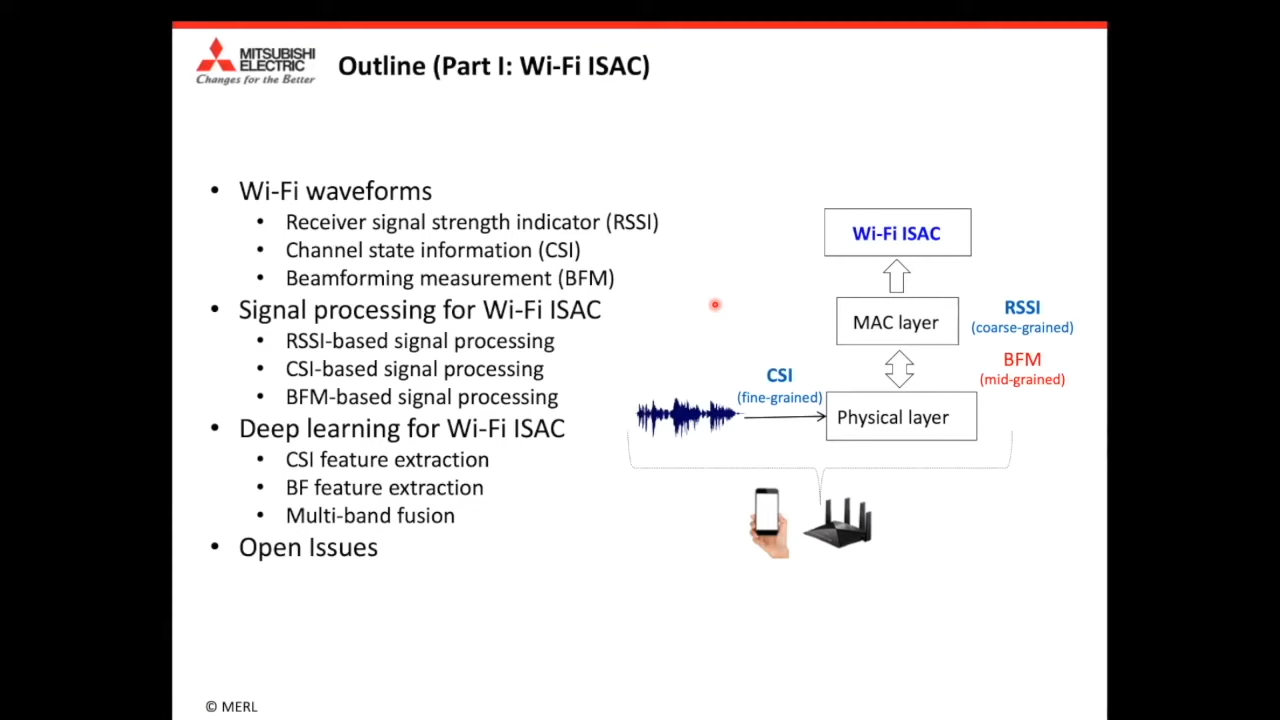 MITSUBISHI
ELECTRIC
Changes for the Better
Outline (Part I: Wi-Fi ISAC)
• Wi-Fi waveforms
• Receiver signal strength indicator (RSSI)
• Channel state information (CSI)
• Beamforming measurement (BFM)
• Signal processing for Wi-Fi ISAC
• RSSI-based signal processing
• CSI-based signal processing
• BFM-based signal processing
• Deep learning for Wi-Fi ISAC
• CSI feature extraction
• BF feature extraction
• Multi-band fusion
• Open Issues
Wi-Fi ISAC
MAC layer
RSSI
(coarse-grained)
BFM
(mid-grained)
CSI
(fine-grained)
Physical layer
© MERL